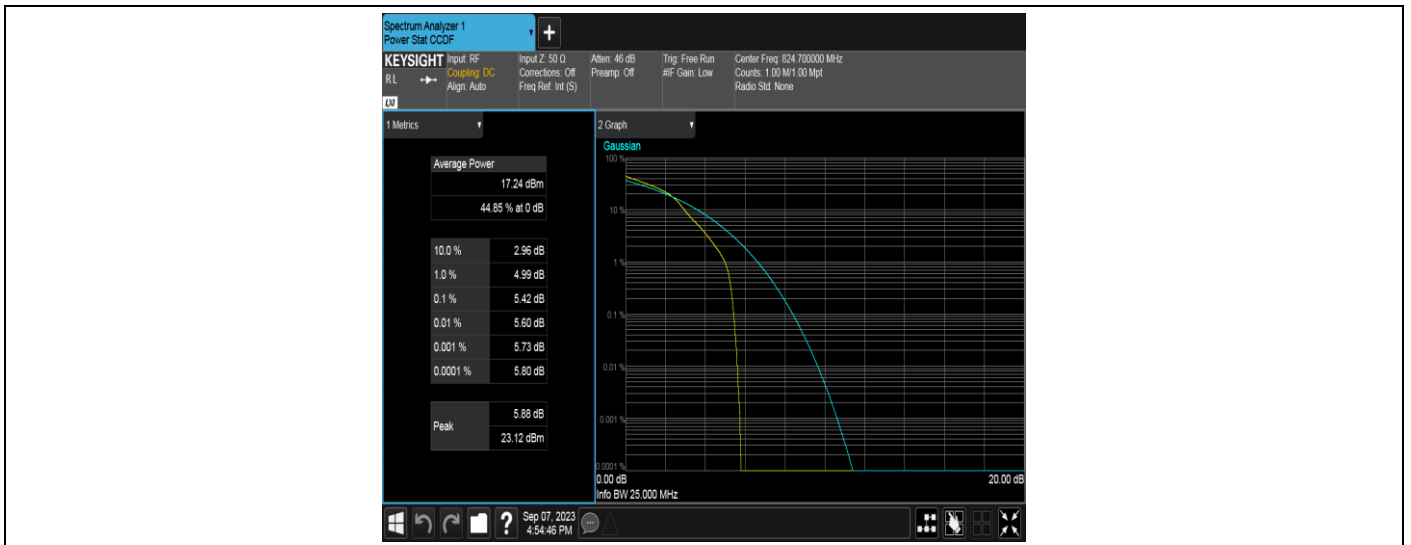 Spectrum Analyzer 1
Power Stat CCDF
+
KEYSIGHT Input: RF Input Z: 50 Ω Atten: 46 dB Trig: Free Run Center Freq: 824.700000 MHz
RL Coupling: DC Corrections: Off Preamp: Off #IF Gain: Low Counts: 1.00 M/1.00 Mpt
Align: Auto Freq Ref: Int (S) Radio Std: None
LXI
1 Metrics
Average Power
17.24 dBm
44.85 % at 0 dB
10.0 % 2.96 dB
1.0 % 4.99 dB
0.1 % 5.42 dB
0.01 % 5.60 dB
0.001 % 5.73 dB
0.0001 % 5.80 dB
Peak 5.88 dB
23.12 dBm
2 Graph
Gaussian
100 %
10 %
1 %
0.1 %
0.01 %
0.001 %
0.0001 %
0.00 dB 20.00 dB
Info BW 25.000 MHz
? Sep 07, 2023
4:54:46 PM